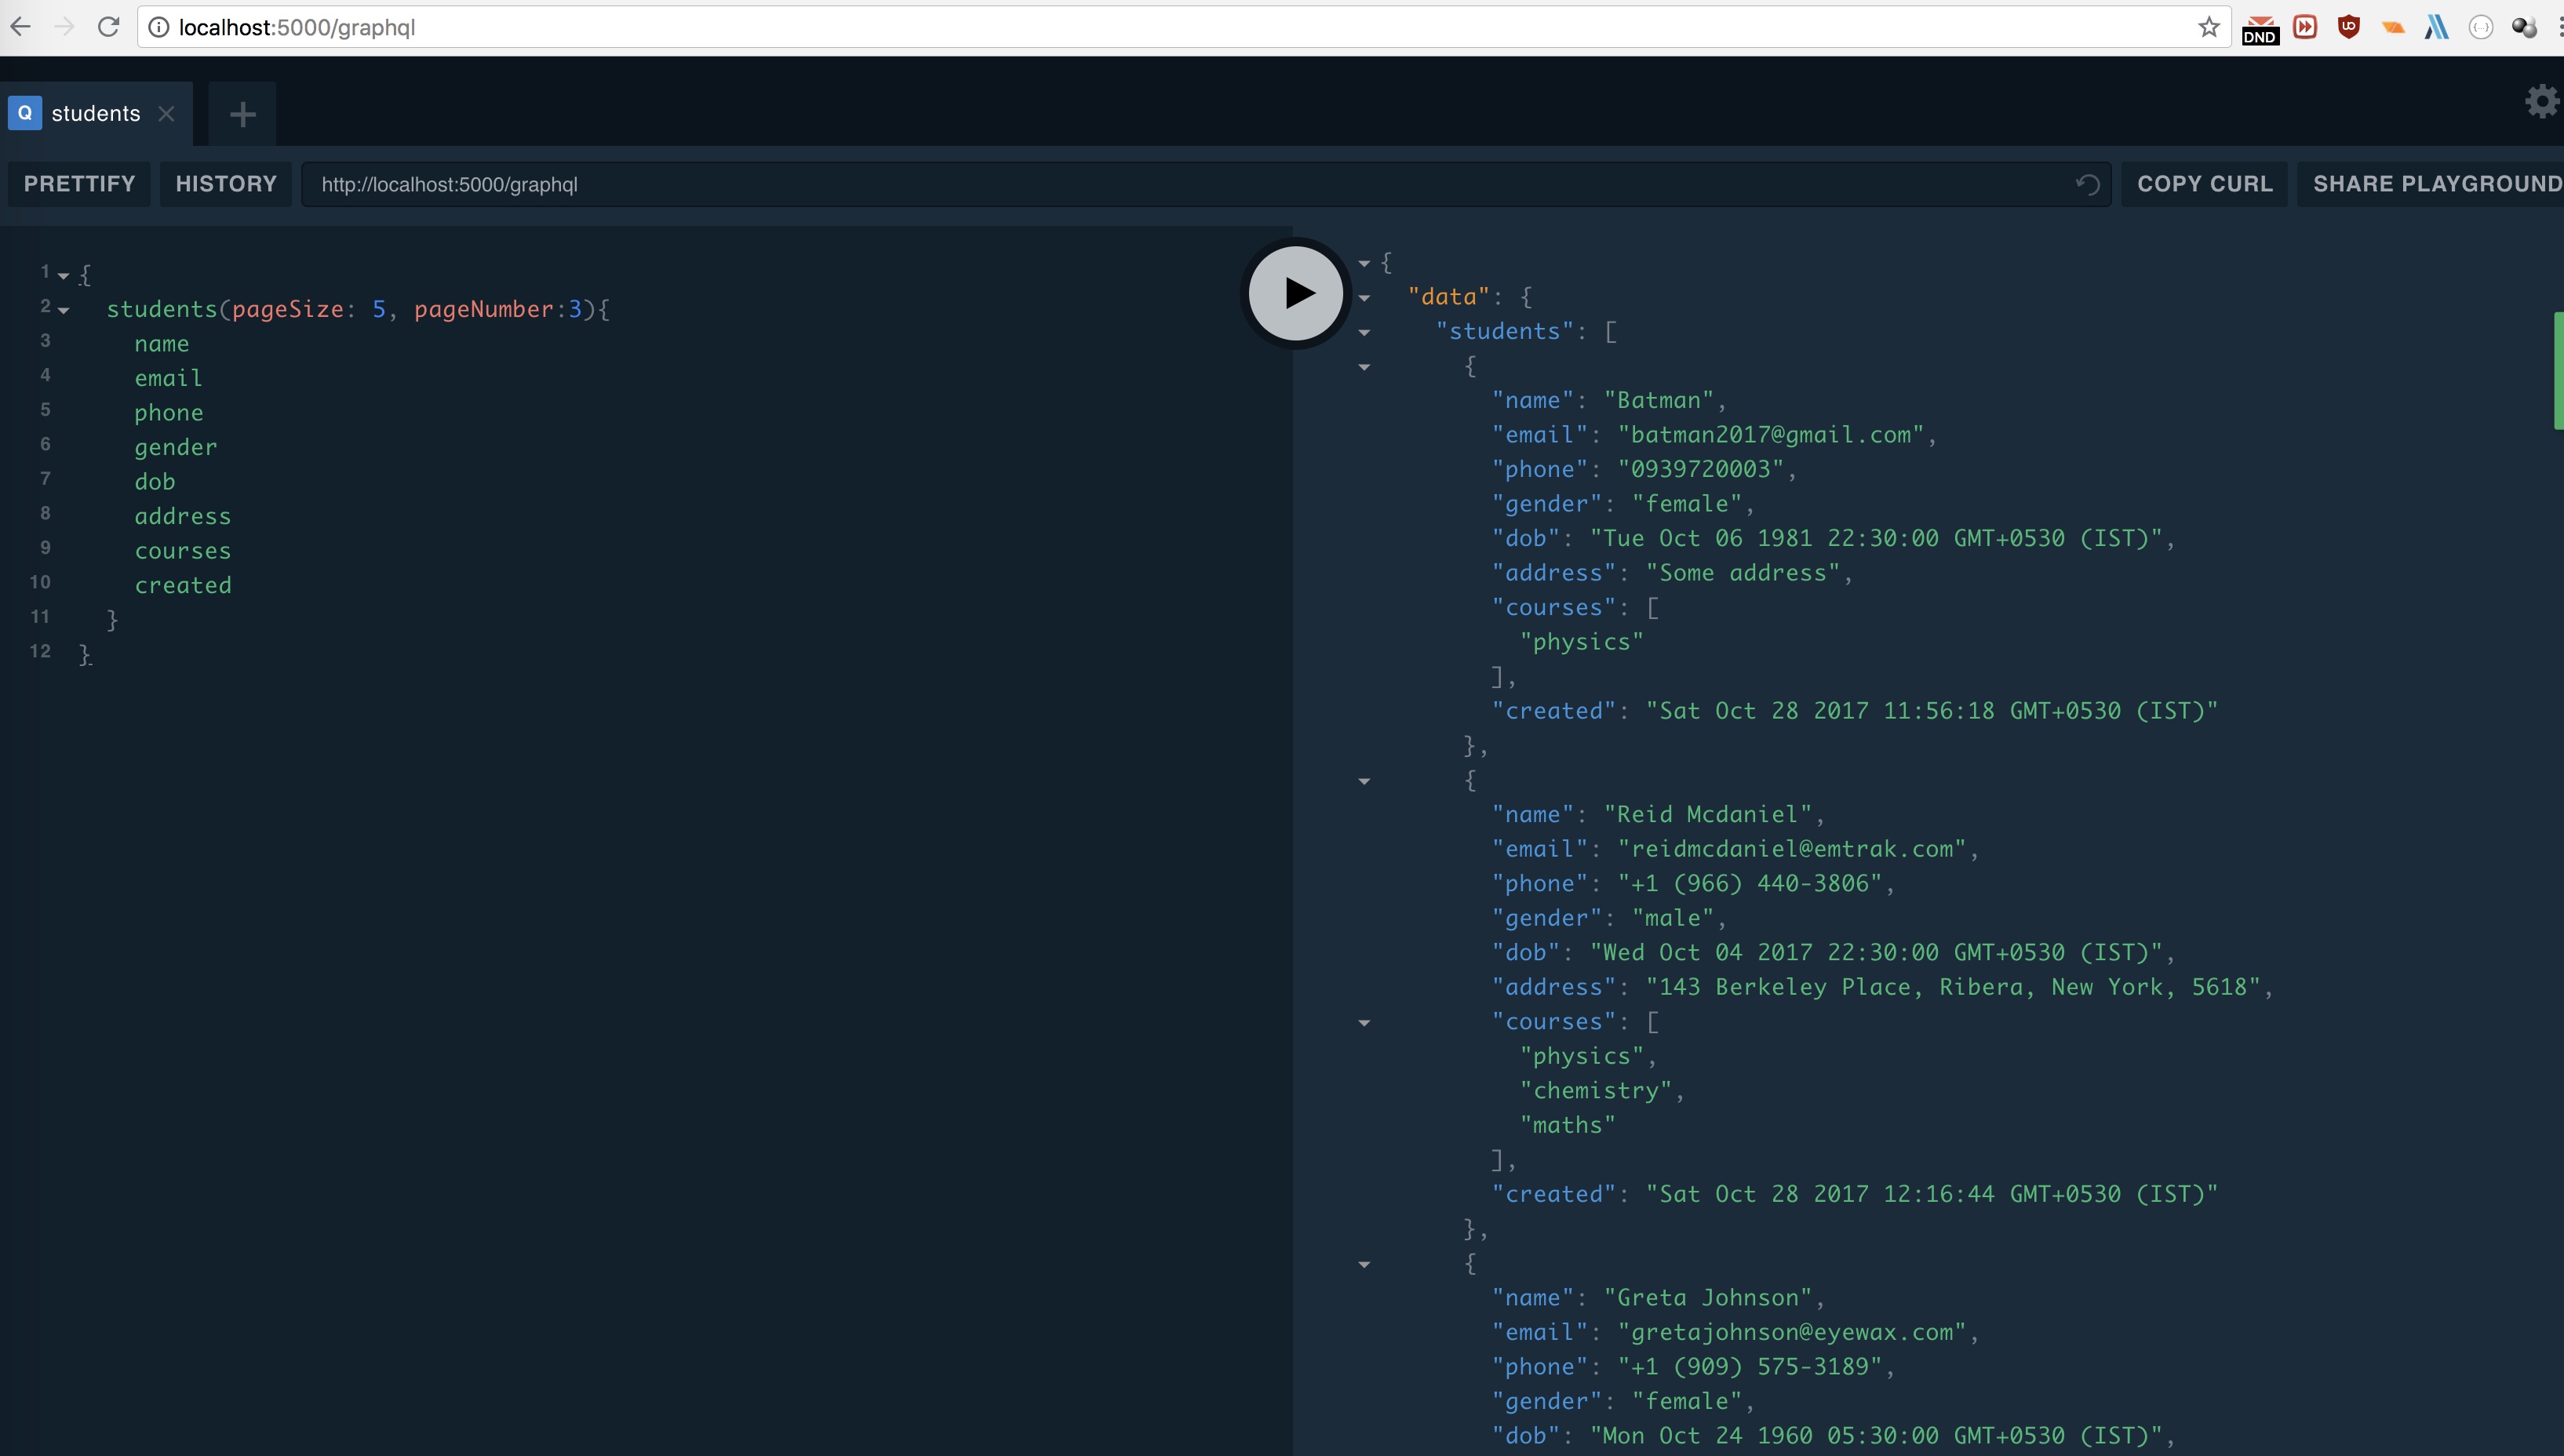 localhost:5000/graphql
DND
Q students
PRETTIFY HISTORY http://localhost:5000/graphql COPY CURL SHARE PLAYGROUND
1 {
2 students(pageSize: 5, pageNumber:3){
3 name
4 email
5 phone
6 gender
7 dob
8 address
9 courses
10 created
11 }
12 }
{
"data": {
"students": [
{
"name": "Batman",
"email": "batman2017@gmail.com",
"phone": "0939720003",
"gender": "female",
"dob": "Tue Oct 06 1981 22:30:00 GMT+0530 (IST)",
"address": "Some address",
"courses": [
"physics"
],
"created": "Sat Oct 28 2017 11:56:18 GMT+0530 (IST)"
},
{
"name": "Reid Mcdaniel",
"email": "reidmcdaniel@emtrak.com",
"phone": "+1 (966) 440-3806",
"gender": "male",
"dob": "Wed Oct 04 2017 22:30:00 GMT+0530 (IST)",
"address": "143 Berkeley Place, Ribera, New York, 5618",
"courses": [
"physics",
"chemistry",
"maths"
],
"created": "Sat Oct 28 2017 12:16:44 GMT+0530 (IST)"
},
{
"name": "Greta Johnson",
"email": "gretajohnson@eyewax.com",
"phone": "+1 (909) 575-3189",
"gender": "female",
"dob": "Mon Oct 24 1960 05:30:00 GMT+0530 (IST)",